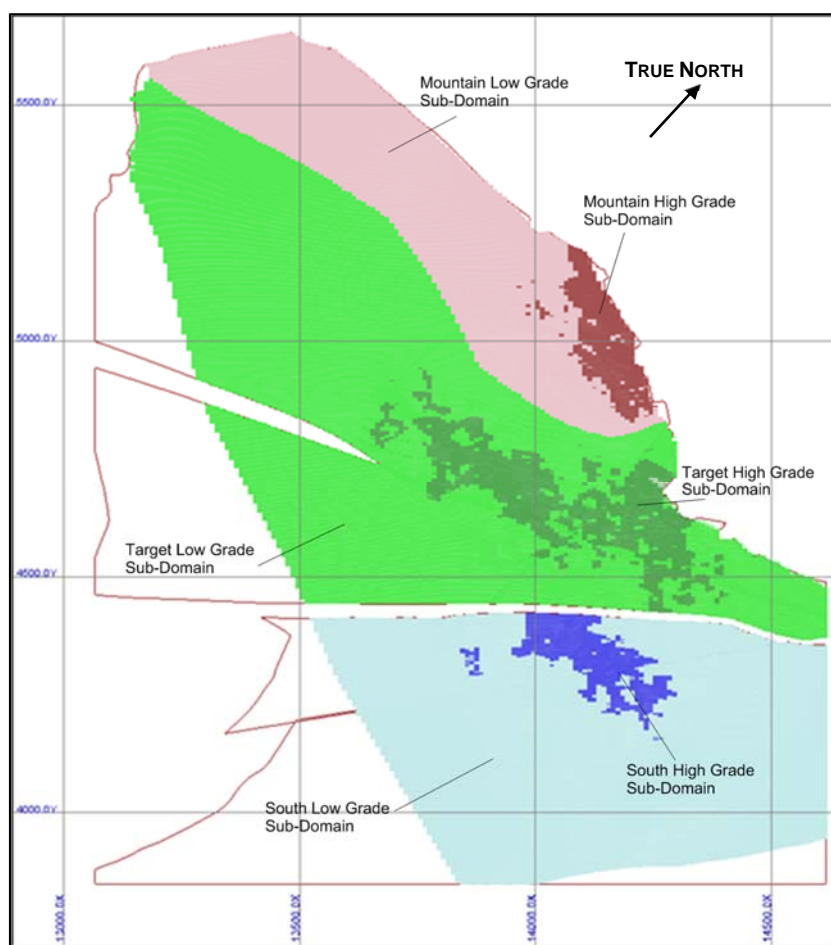 Mountain Low Grade
Sub-Domain
TRUE NORTH
5500.0Y
Mountain High Grade
Sub-Domain
5000.0Y
Target High Grade
Sub-Domain
Target Low Grade
Sub-Domain
4500.0Y
South High Grade
Sub-Domain
South Low Grade
Sub-Domain
4000.0Y
13000.0X
13500.0X
14000.0X
14500.0X